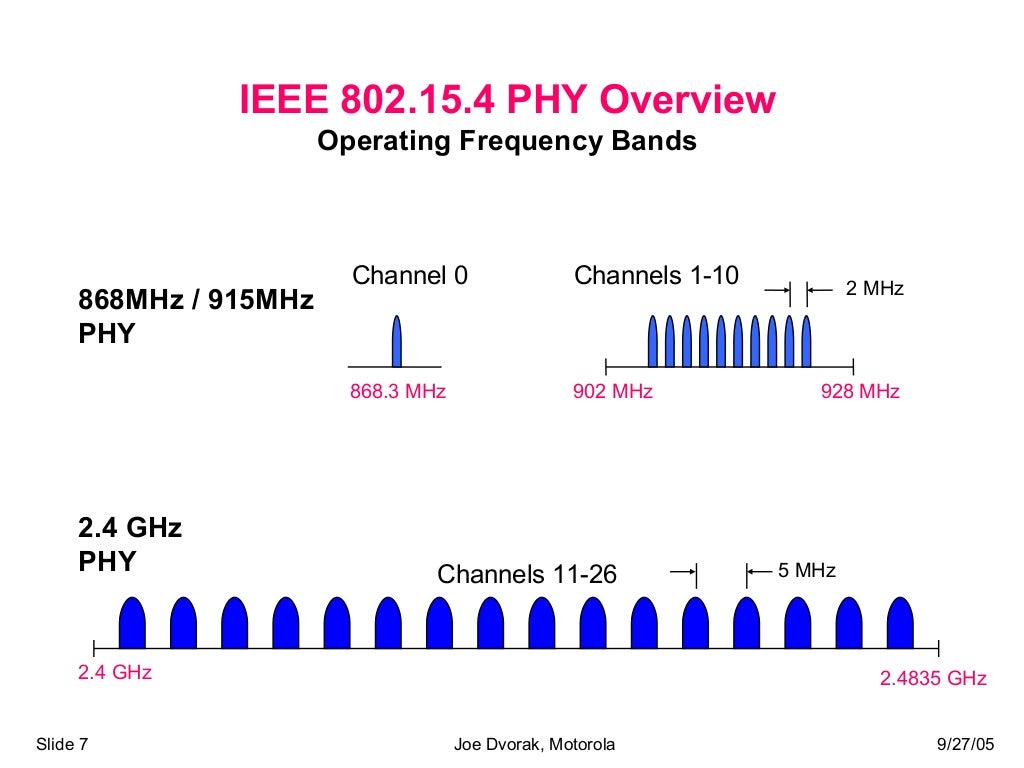 IEEE 802.15.4 PHY Overview
Operating Frequency Bands
868MHz / 915MHz
PHY
Channel 0
868.3 MHz
Channels 1-10
2 MHz
902 MHz
928 MHz
2.4 GHz
PHY
Channels 11-26
5 MHz
2.4 GHz
2.4835 GHz
Slide 7
Joe Dvorak, Motorola
9/27/05